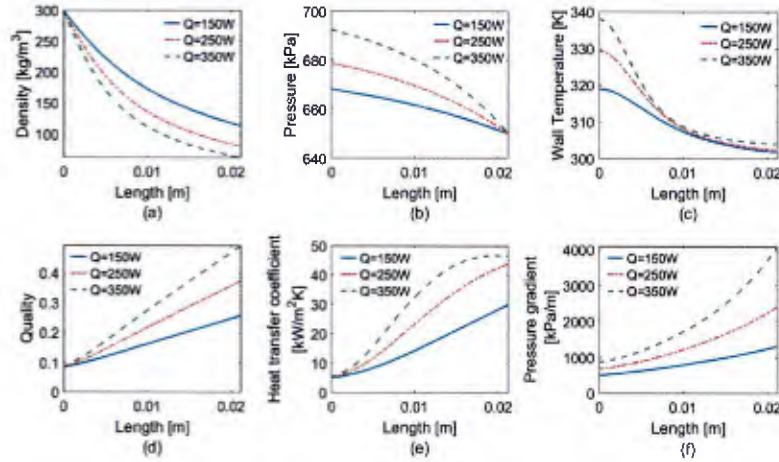 300
250
200
150
100
Density [kg/m³]
Q=150W
Q=250W
Q=350W
0
0.01
0.02
Length [m]
(a)
700
680
660
640
Pressure [kPa]
Q=150W
Q=250W
Q=350W
0
0.01
0.02
Length [m]
(b)
340
330
320
310
300
Wall Temperature [K]
Q=150W
Q=250W
Q=350W
0
0.01
0.02
Length [m]
(c)
0.4
0.3
0.2
0.1
0
Quality
Q=150W
Q=250W
Q=350W
0
0.01
0.02
Length [m]
(d)
50
40
30
20
10
0
Heat transfer coefficient
[kW/m²K]
Q=150W
Q=250W
Q=350W
0
0.01
0.02
Length [m]
(e)
4000
3000
2000
1000
0
Pressure gradient
[kPa/m]
Q=150W
Q=250W
Q=350W
0
0.01
0.02
Length [m]
(f)